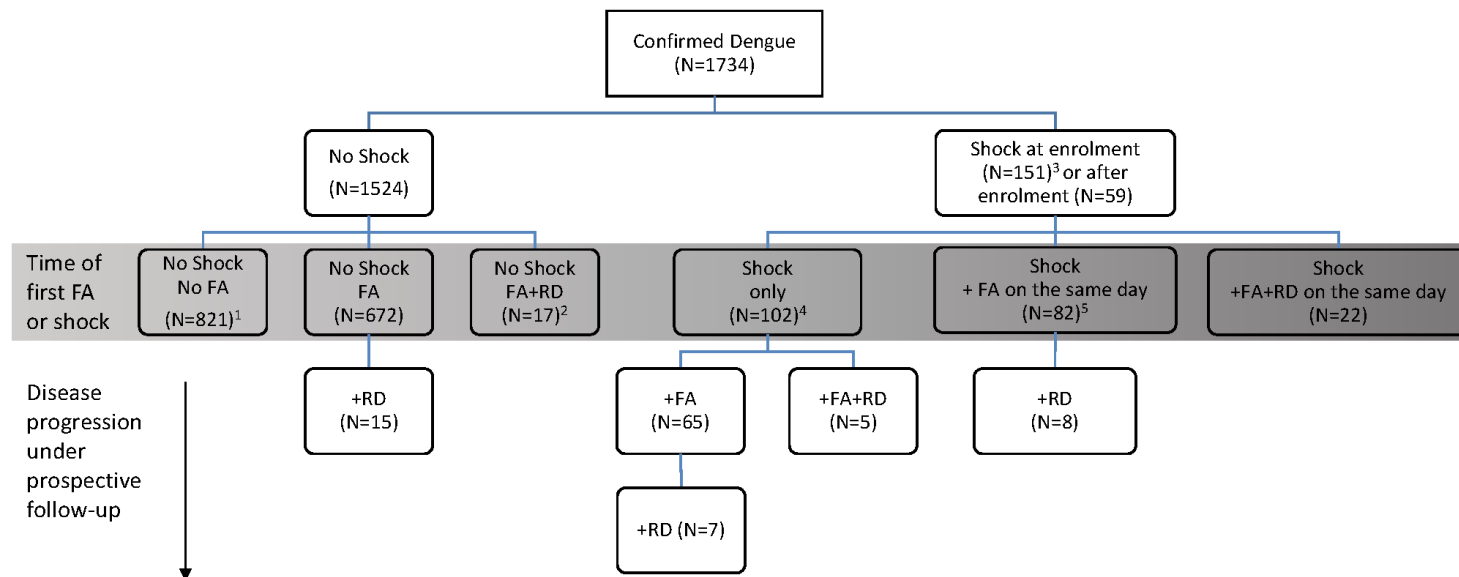 Confirmed Dengue
(N=1734)
No Shock
(N=1524)
Shock at enrolment
(N=151)³ or after
enrolment (N=59)
Time of
first FA
or shock
No Shock
No FA
(N=821)¹
No Shock
FA
(N=672)
No Shock
FA+RD
(N=17)²
Shock
only
(N=102)⁴
Shock
+ FA on the same day
(N=82)⁵
Shock
+FA+RD on the same day
(N=22)
Disease
progression
under
prospective
follow-up
+RD
(N=15)
+FA
(N=65)
+FA+RD
(N=5)
+RD
(N=8)
+RD (N=7)